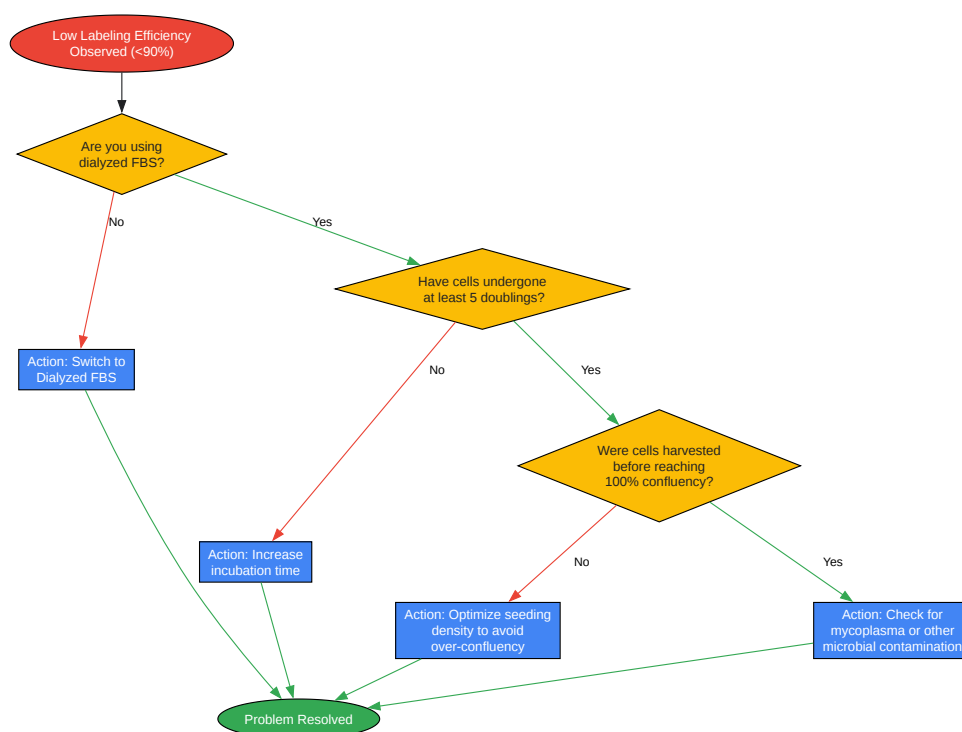 Low Labeling Efficiency
Observed (<90%)
Are you using
dialyzed FBS?
No
Yes
Have cells undergone
at least 5 doublings?
Action: Switch to
Dialyzed FBS
No
Yes
Were cells harvested
before reaching
100% confluency?
Action: Increase
incubation time
No
Yes
Action: Optimize seeding
density to avoid
over-confluency
Action: Check for
mycoplasma or other
microbial contamination
Problem Resolved